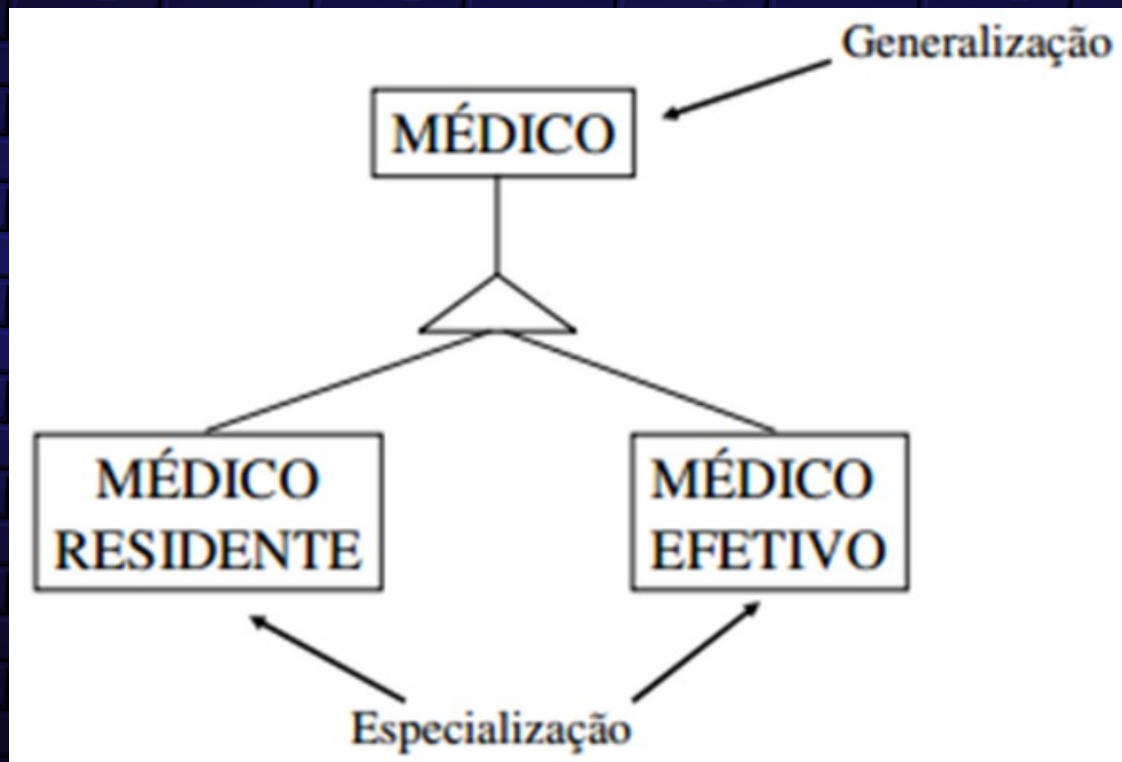 Generalização
MÉDICO
MÉDICO
RESIDENTE
MÉDICO
EFETIVO
Especialização